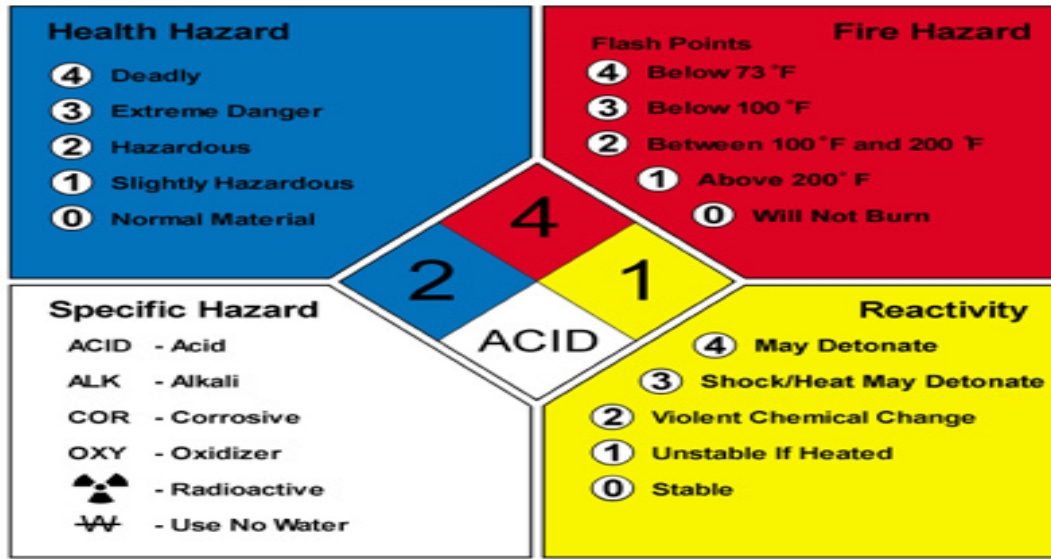 Health Hazard
4 Deadly
3 Extreme Danger
2 Hazardous
1 Slightly Hazardous
0 Normal Material
Fire Hazard
Flash Points
4 Below 73 °F
3 Below 100 °F
2 Between 100 °F and 200 °F
1 Above 200° F
0 Will Not Burn
4
2
1
ACID
Specific Hazard
ACID - Acid
ALK - Alkali
COR - Corrosive
OXY - Oxidizer
- Radioactive
W - Use No Water
Reactivity
4 May Detonate
3 Shock/Heat May Detonate
2 Violent Chemical Change
1 Unstable If Heated
0 Stable